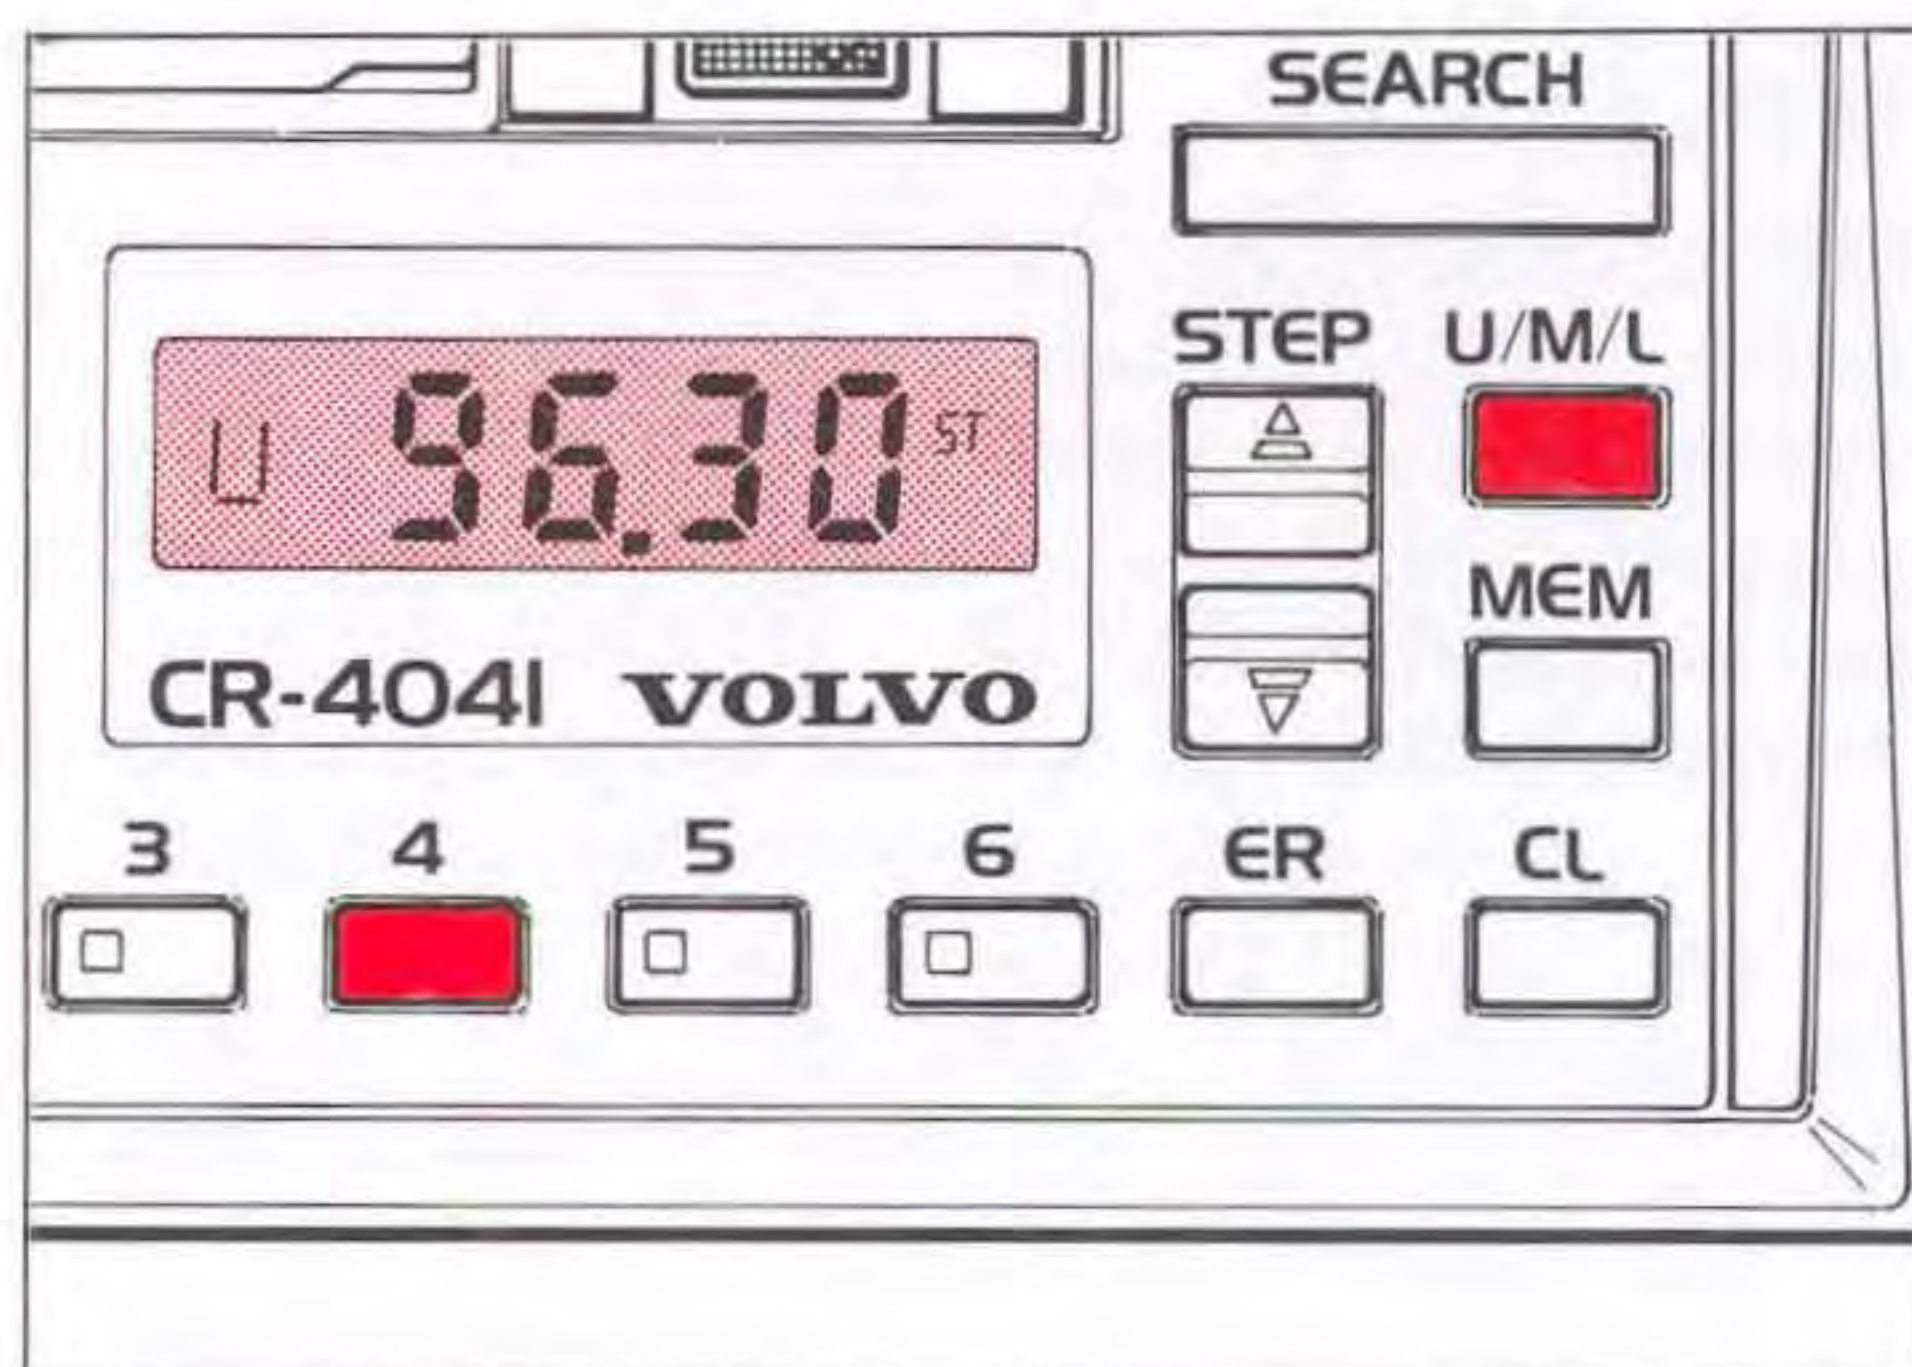 SEARCH
STEP U/M/L
U 96.30 ST
MEM
CR-4041 VOLVO
3 4 5 6 ER CL